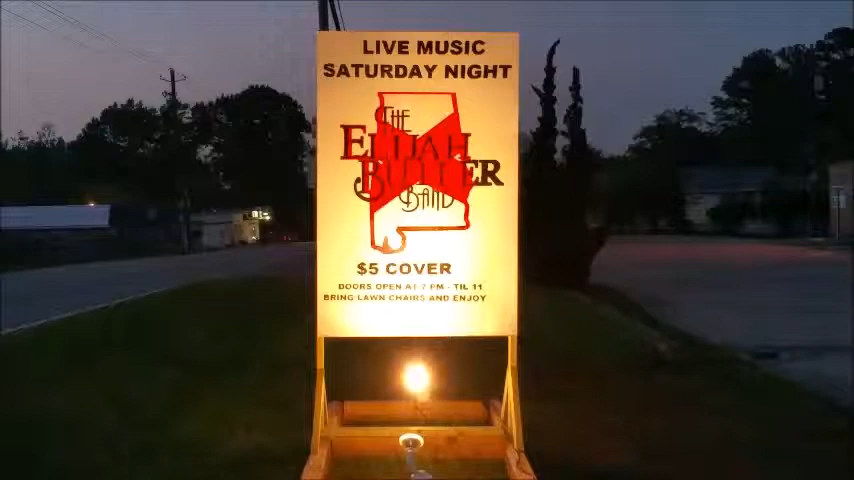 LIVE MUSIC
SATURDAY NIGHT
THE
ELIJAH
BUTLER
BAND
$5 COVER
DOORS OPEN AT 7 PM - TIL 11
BRING LAWN CHAIRS AND ENJOY